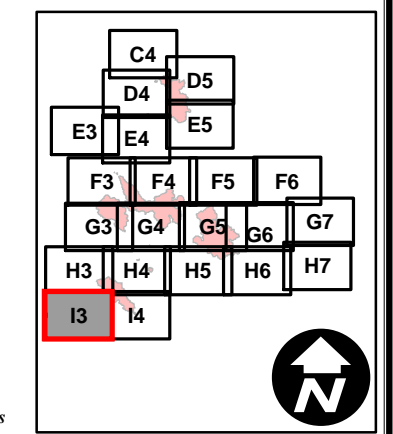 C4
D4 D5
E3 E4 E5
F3 F4 F5 F6
G3 G4 G5 G6 G7
H3 H4 H5 H6 H7
I3 I4
N
s